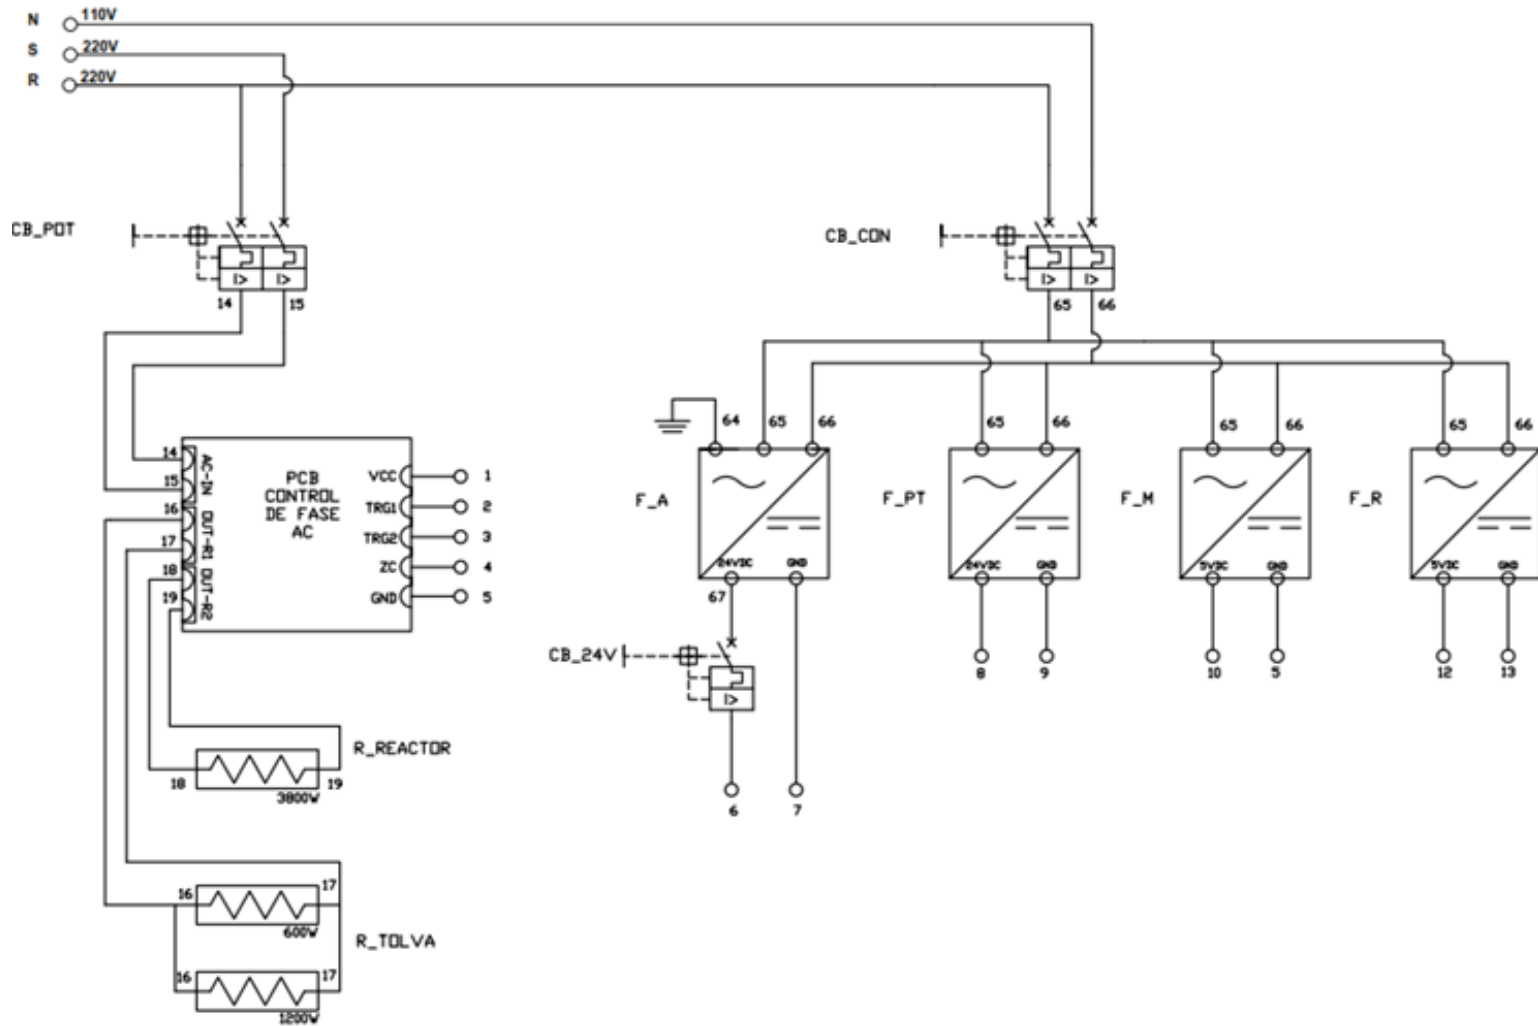 N 110V
S 220V
R 220V
CB_POT
CB_CON
I> I>
I> I>
14 15
65 66
64 65 66
65 66
65 66
65 66
14
15
16
17
18
19
AC-IN OUT-R1 OUT-R2
PCB
CONTROL
DE FASE
AC
VCC 1
TRG1 2
TRG2 3
ZC 4
GND 5
F_A
F_PT
F_M
F_R
24VDC GND
24VDC GND
5VDC GND
5VDC GND
67
CB_24V
I>
8 9
10 5
12 13
6 7
R_REACTOR
18 19
3800W
16 17
600W
R_TOLVA
16 17
1200W